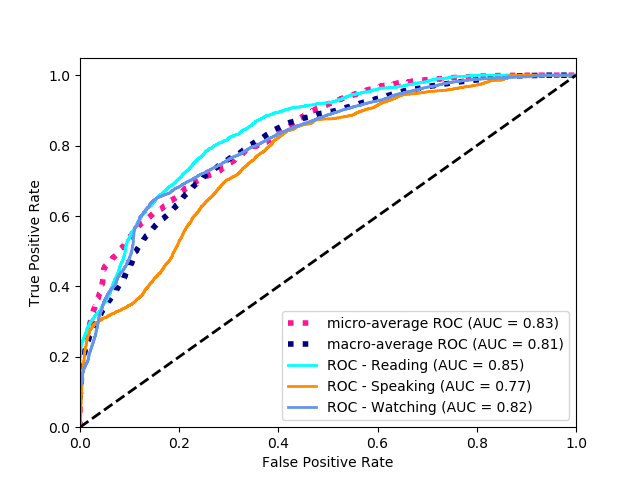 1.0
0.8
0.6
0.4
0.2
0.0
True Positive Rate
0.0 0.2 0.4 0.6 0.8 1.0
False Positive Rate
micro-average ROC (AUC = 0.83)
macro-average ROC (AUC = 0.81)
ROC - Reading (AUC = 0.85)
ROC - Speaking (AUC = 0.77)
ROC - Watching (AUC = 0.82)